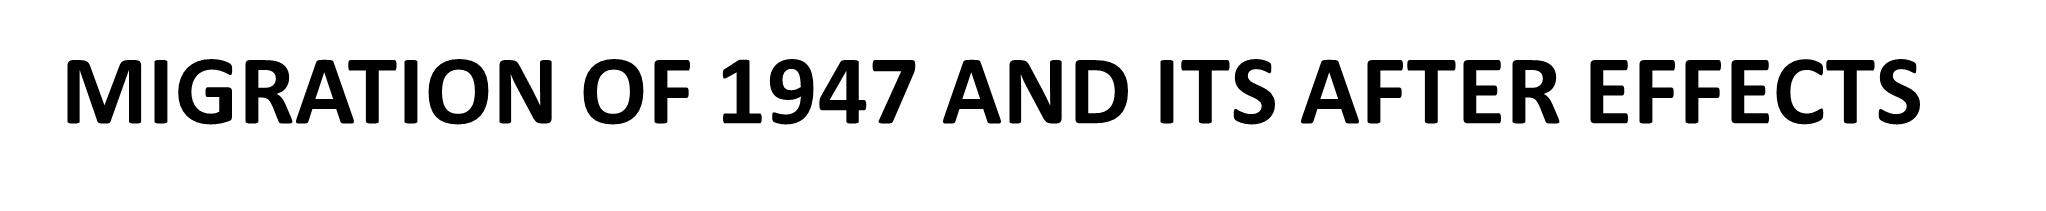 MIGRATION OF 1947 AND ITS AFTER EFFECTS